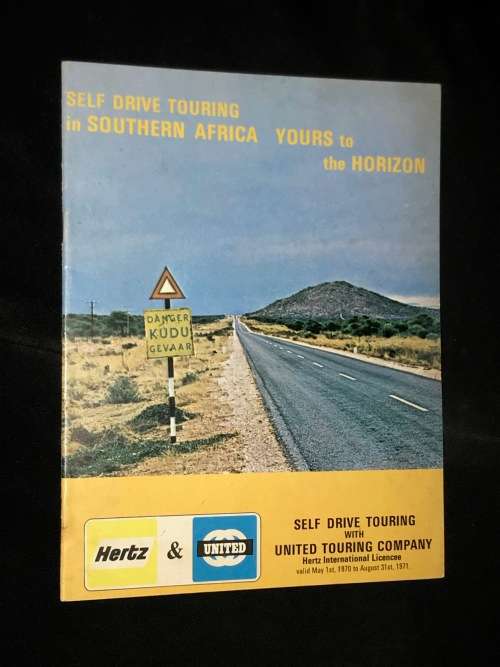 SELF DRIVE TOURING
in SOUTHERN AFRICA YOURS to
the HORIZON
DANGER
KUDU
GEVAAR
Hertz & UNITED
SELF DRIVE TOURING
WITH
UNITED TOURING COMPANY
Hertz International Licencee
valid May 1st, 1970 to August 31st, 1971.